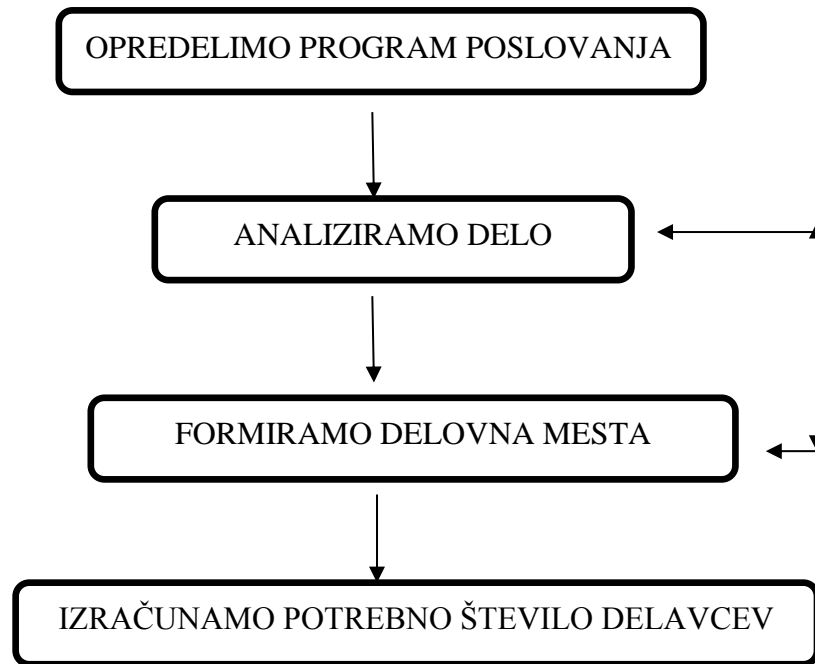 OPREDELIMO PROGRAM POSLOVANJA
ANALIZIRAMO DELO
FORMIRAMO DELOVNA MESTA
IZRAČUNAMO POTREBNO ŠTEVILO DELAVCEV